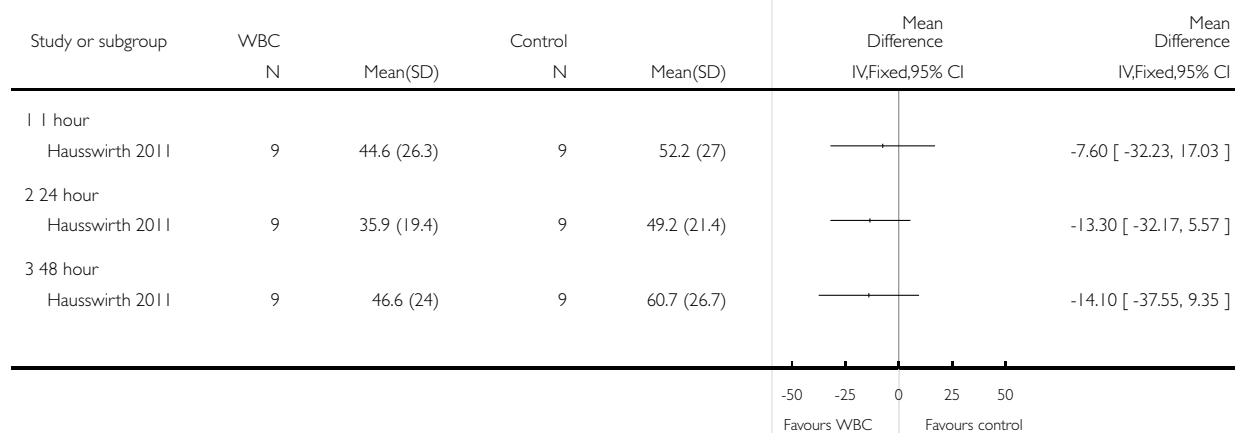 Mean Mean
Study or subgroup WBC Control Difference Difference
N Mean(SD) N Mean(SD) IV,Fixed,95% CI IV,Fixed,95% CI
1 1 hour
Hausswirth 2011 9 44.6 (26.3) 9 52.2 (27) -7.60 [ -32.23, 17.03 ]
2 24 hour
Hausswirth 2011 9 35.9 (19.4) 9 49.2 (21.4) -13.30 [ -32.17, 5.57 ]
3 48 hour
Hausswirth 2011 9 46.6 (24) 9 60.7 (26.7) -14.10 [ -37.55, 9.35 ]
-50 -25 0 25 50
Favours WBC Favours control